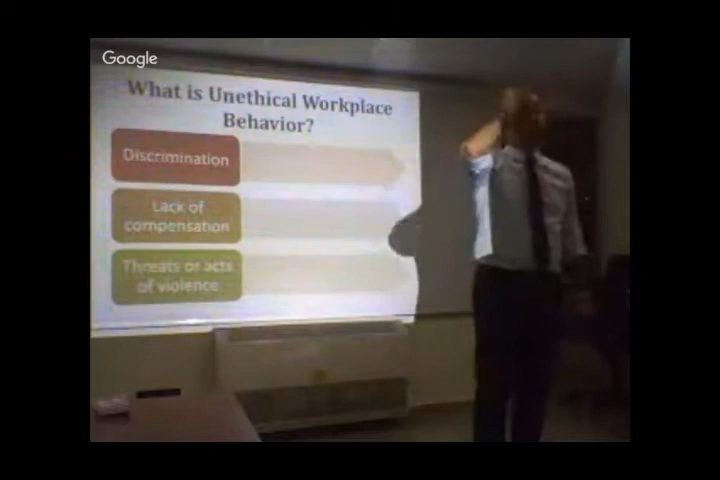 Google
What is Unethical Workplace
Behavior?
Discrimination
Lack of
compensation
Threats or acts
of violence